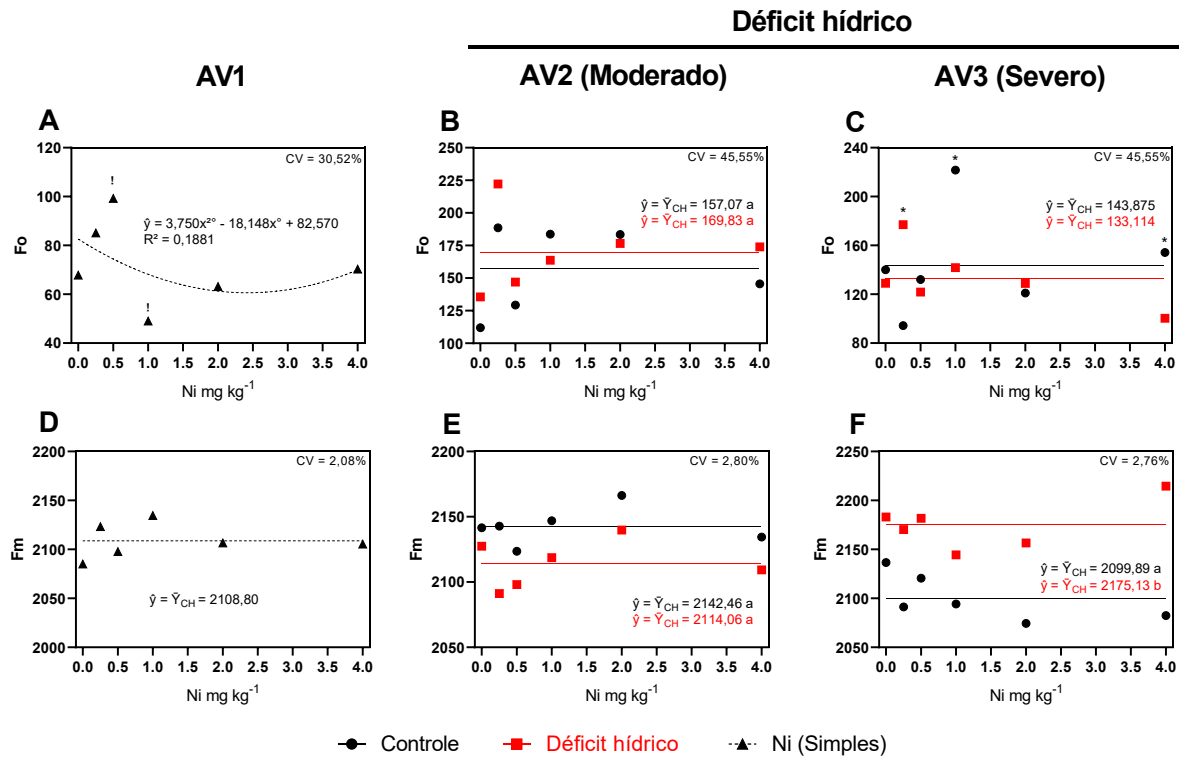 Déficit hídrico
AV1
AV2 (Moderado)
AV3 (Severo)
A
120
100
80
60
40
Fo
CV = 30,52%
!
!
ŷ = 3,750x²° - 18,148x° + 82,570
R² = 0,1881
0.0 0.5 1.0 1.5 2.0 2.5 3.0 3.5 4.0
Ni mg kg⁻¹
B
250
225
200
175
150
125
100
Fo
CV = 45,55%
ŷ = ȲCH = 157,07 a
ŷ = ȲCH = 169,83 a
0.0 0.5 1.0 1.5 2.0 2.5 3.0 3.5 4.0
Ni mg kg⁻¹
C
240
200
160
120
80
Fo
CV = 45,55%
*
*
*
ŷ = ȲCH = 143,875
ŷ = ȲCH = 133,114
0.0 0.5 1.0 1.5 2.0 2.5 3.0 3.5 4.0
Ni mg kg⁻¹
D
2200
2150
2100
2050
2000
Fm
CV = 2,08%
ŷ = ȲCH = 2108,80
0.0 0.5 1.0 1.5 2.0 2.5 3.0 3.5 4.0
Ni mg kg⁻¹
E
2200
2150
2100
2050
Fm
CV = 2,80%
ŷ = ȲCH = 2142,46 a
ŷ = ȲCH = 2114,06 a
0.0 0.5 1.0 1.5 2.0 2.5 3.0 3.5 4.0
Ni mg kg⁻¹
F
2250
2200
2150
2100
2050
Fm
CV = 2,76%
ŷ = ȲCH = 2099,89 a
ŷ = ȲCH = 2175,13 b
0.0 0.5 1.0 1.5 2.0 2.5 3.0 3.5 4.0
Ni mg kg⁻¹
Controle Déficit hídrico Ni (Simples)